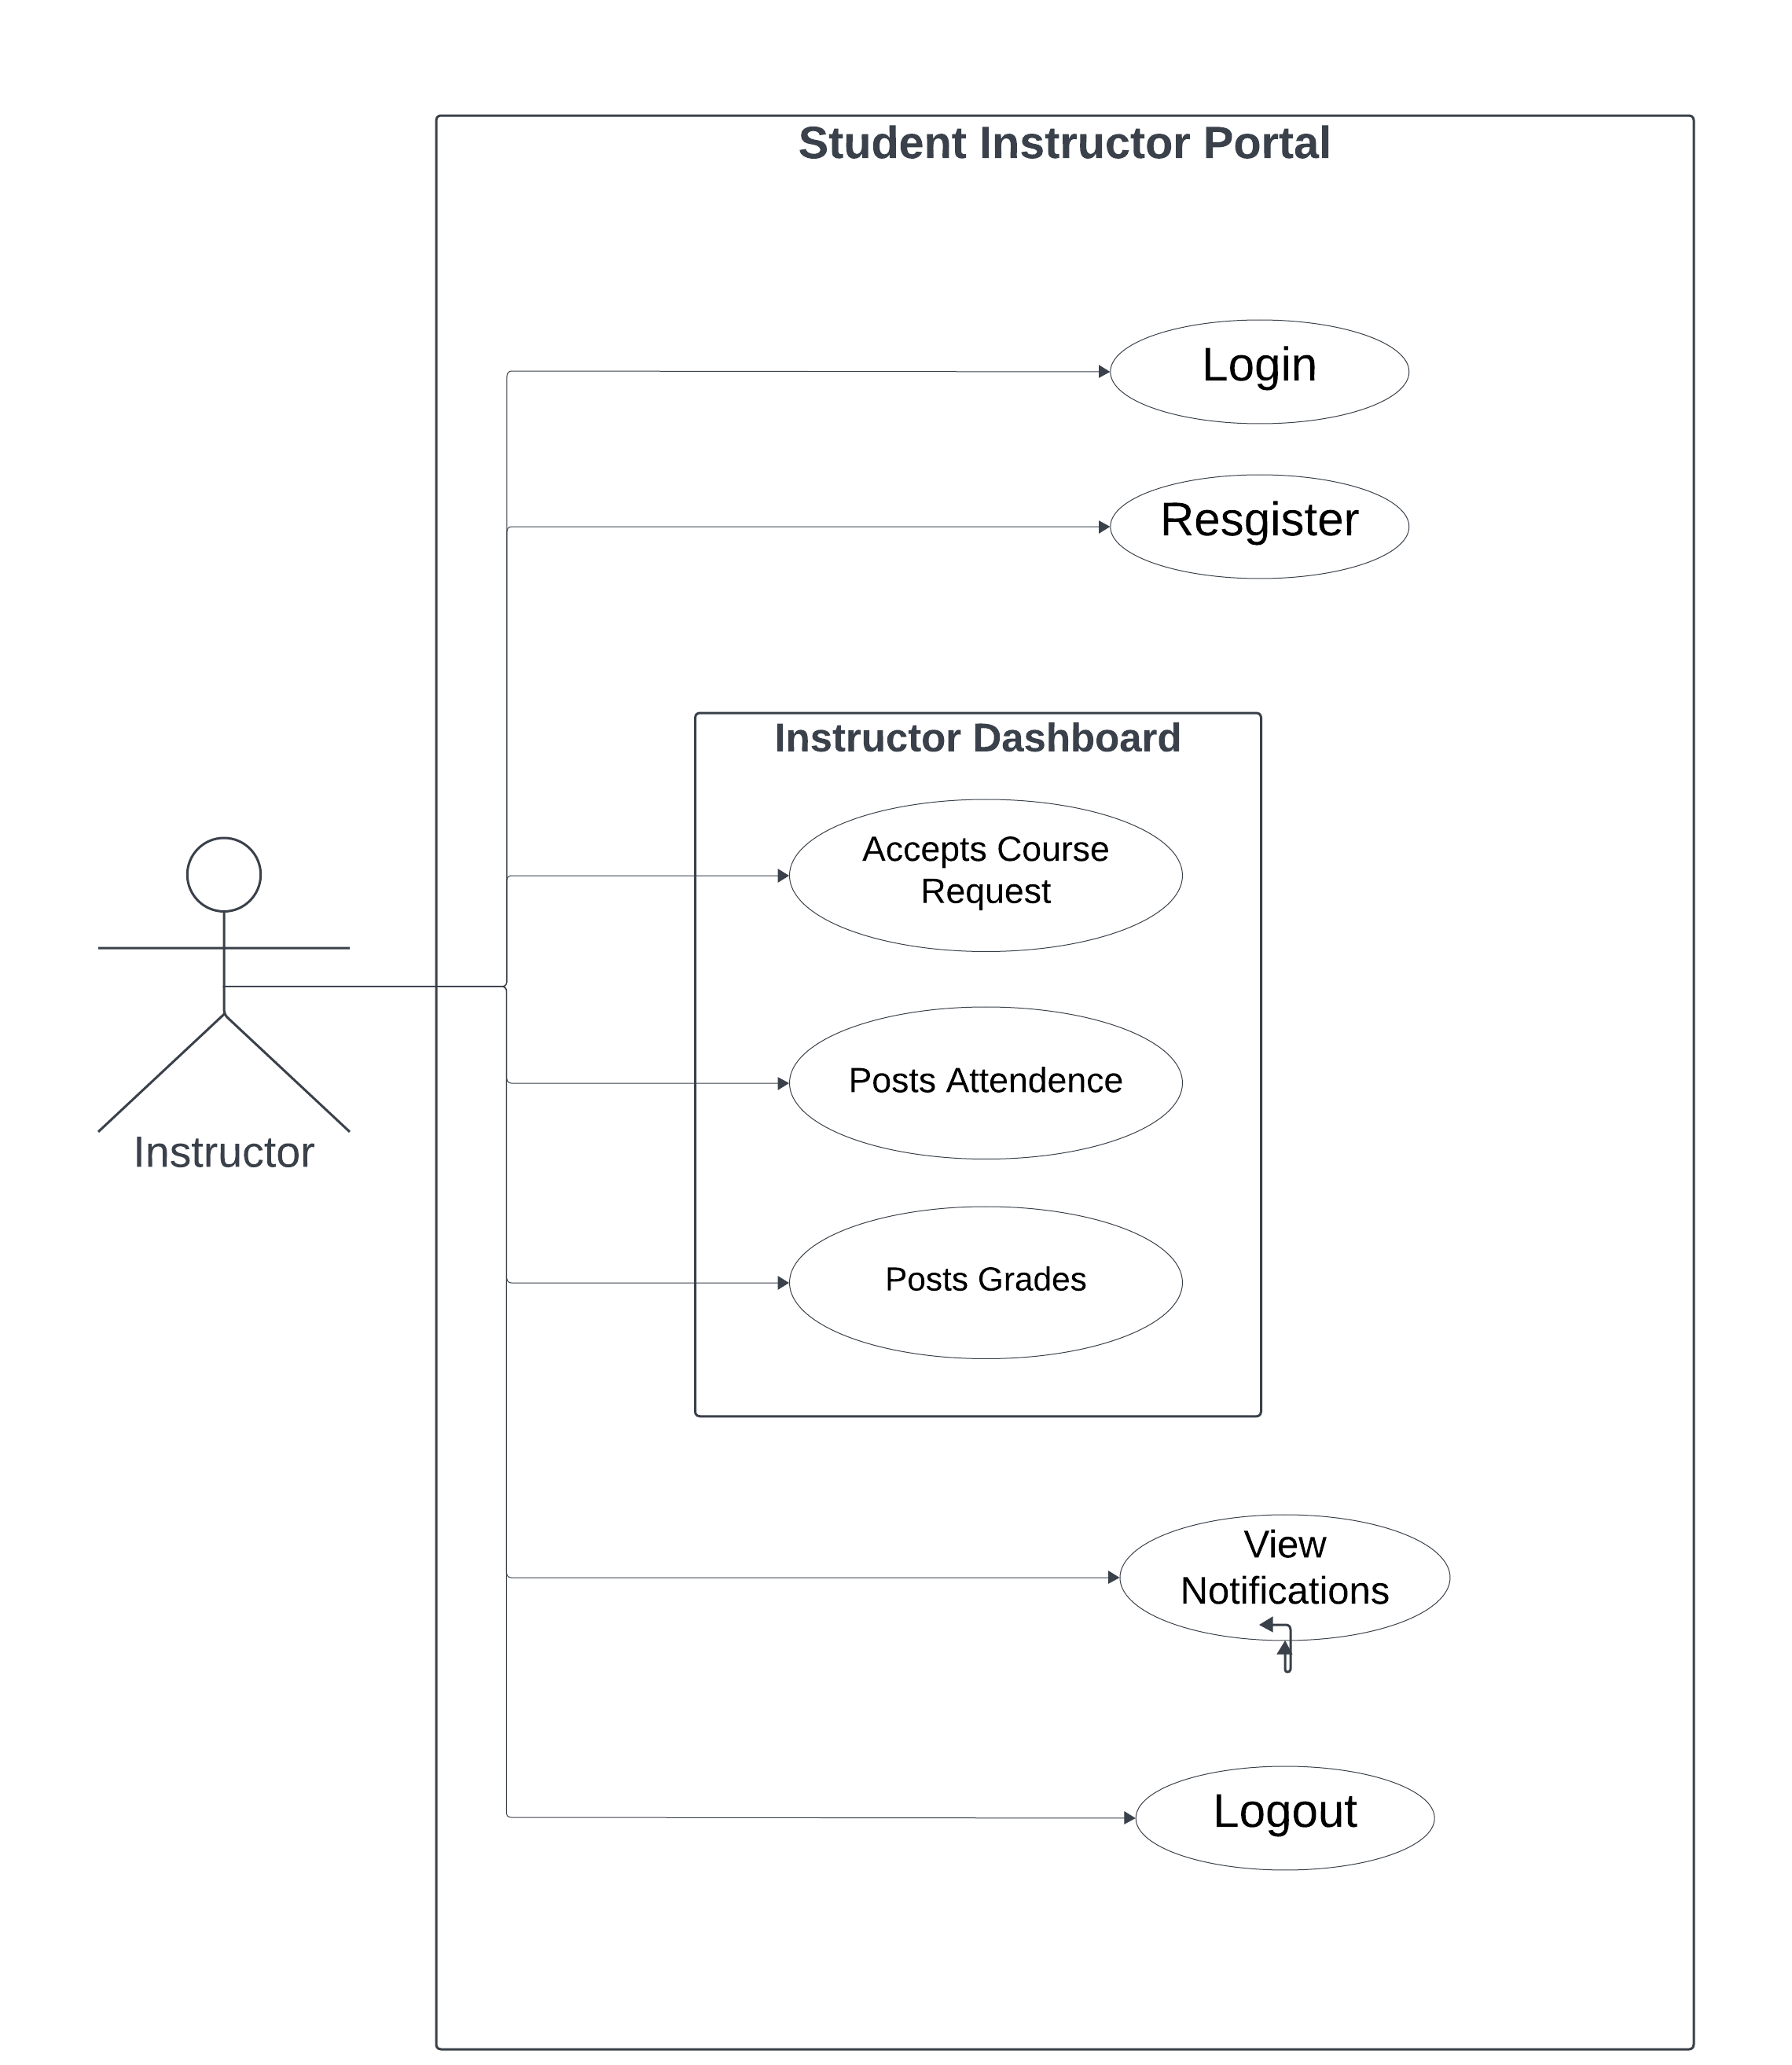 Student Instructor Portal
Login
Resgister
Instructor Dashboard
Accepts Course
Request
Posts Attendence
Instructor
Posts Grades
View
Notifications
Logout